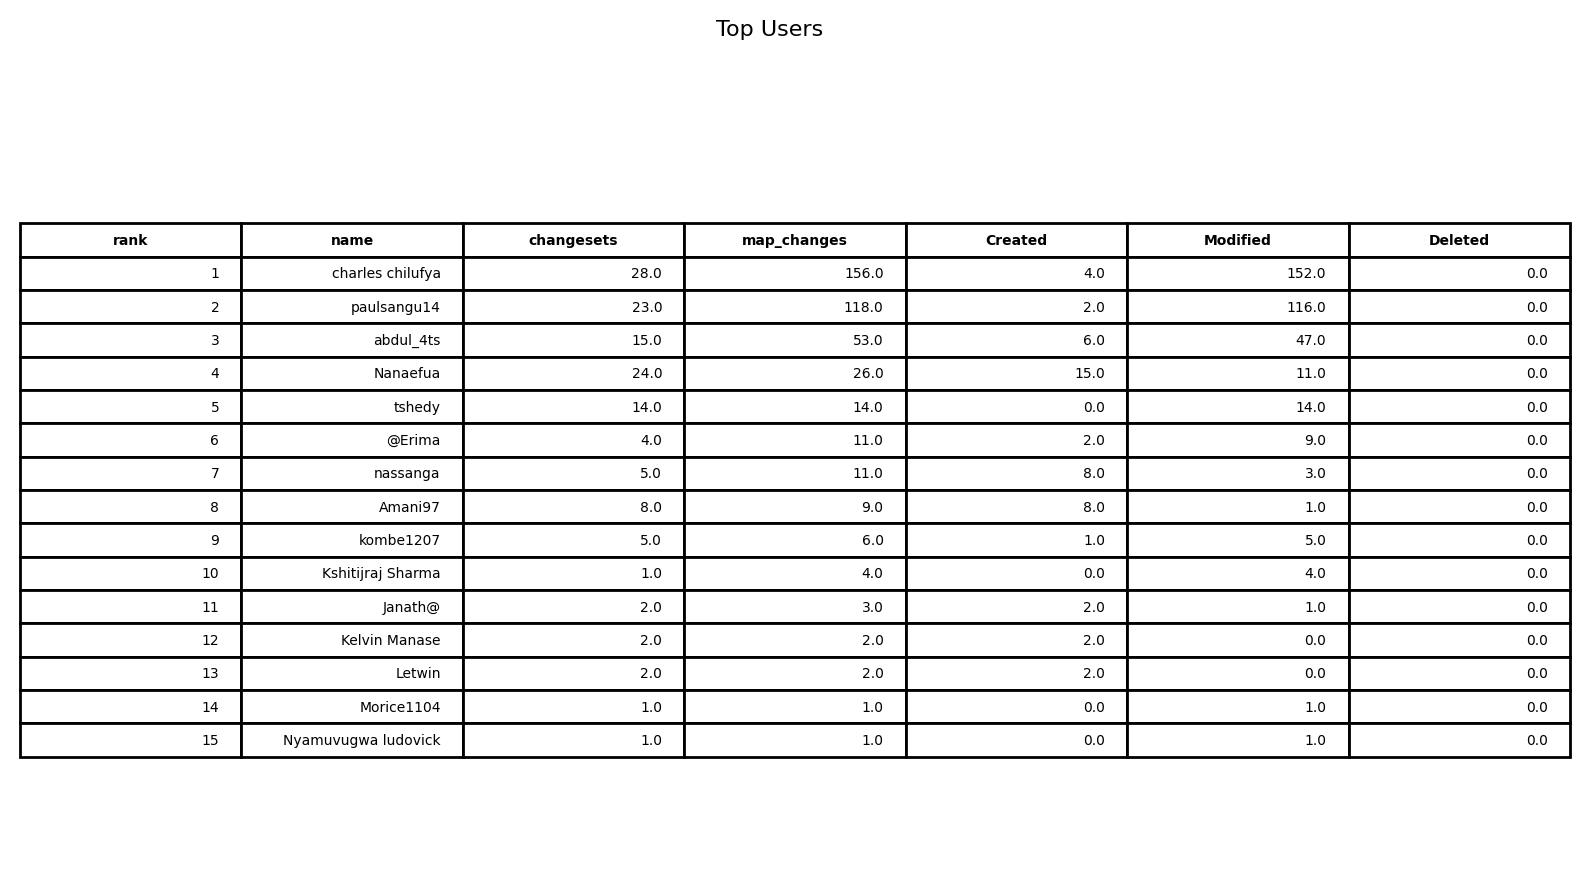 Top Users
rank name changesets map_changes Created Modified Deleted
1 charles chilufya 28.0 156.0 4.0 152.0 0.0
2 paulsangu14 23.0 118.0 2.0 116.0 0.0
3 abdul_4ts 15.0 53.0 6.0 47.0 0.0
4 Nanaefua 24.0 26.0 15.0 11.0 0.0
5 tshedy 14.0 14.0 0.0 14.0 0.0
6 @Erima 4.0 11.0 2.0 9.0 0.0
7 nassanga 5.0 11.0 8.0 3.0 0.0
8 Amani97 8.0 9.0 8.0 1.0 0.0
9 kombe1207 5.0 6.0 1.0 5.0 0.0
10 Kshitijraj Sharma 1.0 4.0 0.0 4.0 0.0
11 Janath@ 2.0 3.0 2.0 1.0 0.0
12 Kelvin Manase 2.0 2.0 2.0 0.0 0.0
13 Letwin 2.0 2.0 2.0 0.0 0.0
14 Morice1104 1.0 1.0 0.0 1.0 0.0
15 Nyamuvugwa ludovick 1.0 1.0 0.0 1.0 0.0